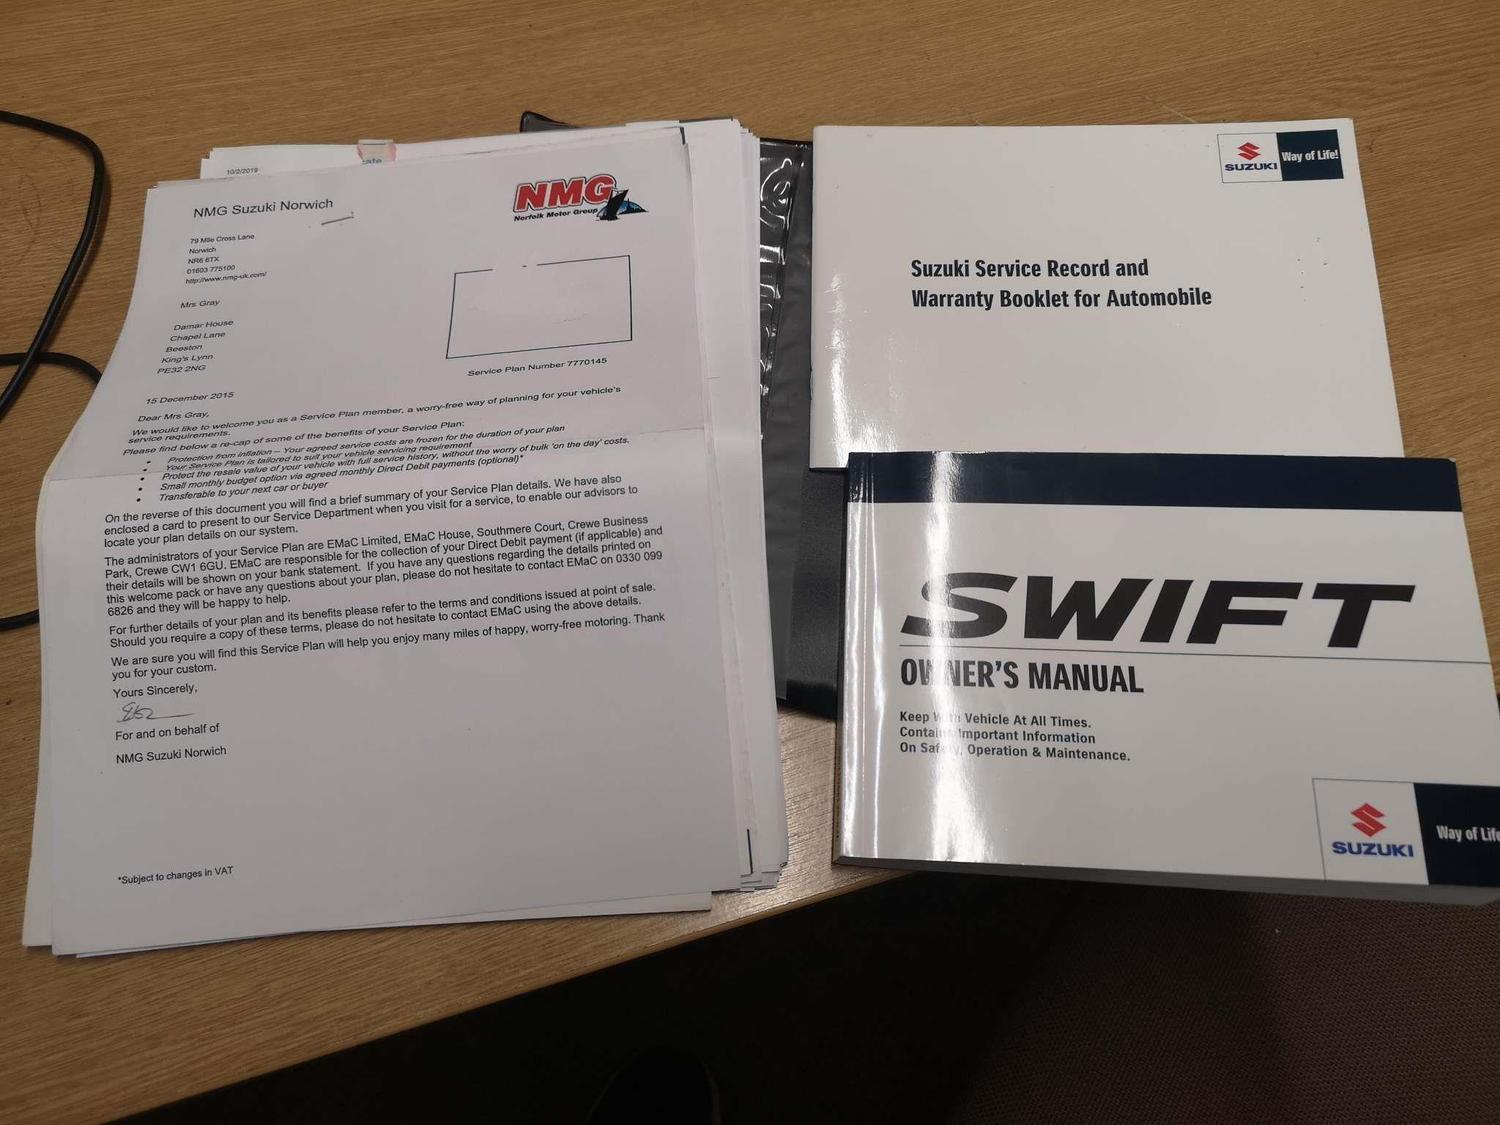 10/2/2019
NMG Suzuki Norwich
NMG
Norfolk Motor Group
79 Mile Cross Lane
Norwich
NR6 6TX
01603 775100
http://www.nmg-uk.com/
Mrs Gray
Damar House
Chapel Lane
Beeston
King's Lynn
PE32 2NG
Service Plan Number 7770145
15 December 2015
Dear Mrs Gray,
We would like to welcome you as a Service Plan member, a worry-free way of planning for your vehicle's
service requirements.
Please find below a re-cap of some of the benefits of your Service Plan:
• Protection from inflation – Your agreed service costs are frozen for the duration of your plan
• Your Service Plan is tailored to suit your vehicle servicing requirement
• Protect the resale value of your vehicle with full service history, without the worry of bulk 'on the day' costs.
• Small monthly budget option via agreed monthly Direct Debit payments (optional)*
• Transferable to your next car or buyer
On the reverse of this document you will find a brief summary of your Service Plan details. We have also
enclosed a card to present to our Service Department when you visit for a service, to enable our advisors to
locate your plan details on our system.
The administrators of your Service Plan are EMaC Limited, EMaC House, Southmere Court, Crewe Business
Park, Crewe CW1 6GU. EMaC are responsible for the collection of your Direct Debit payment (if applicable) and
their details will be shown on your bank statement. If you have any questions regarding the details printed on
this welcome pack or have any questions about your plan, please do not hesitate to contact EMaC on 0330 099
6826 and they will be happy to help.
For further details of your plan and its benefits please refer to the terms and conditions issued at point of sale.
Should you require a copy of these terms, please do not hesitate to contact EMaC using the above details.
We are sure you will find this Service Plan will help you enjoy many miles of happy, worry-free motoring. Thank
you for your custom.
Yours Sincerely,
For and on behalf of
NMG Suzuki Norwich
*Subject to changes in VAT
SUZUKI
Way of Life!
Suzuki Service Record and
Warranty Booklet for Automobile
SWIFT
OWNER'S MANUAL
Keep With Vehicle At All Times.
Contains Important Information
On Safety, Operation & Maintenance.
SUZUKI
Way of Life